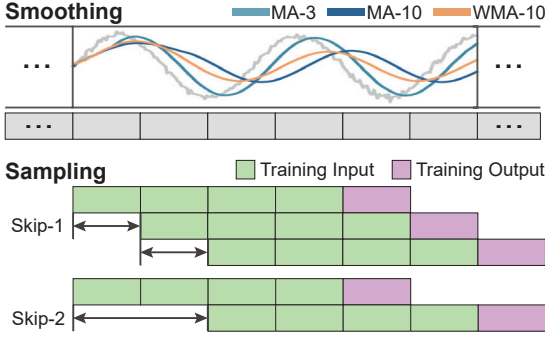 Smoothing
MA-3 MA-10 WMA-10
... ...
... ...
Sampling
Training Input Training Output
Skip-1
Skip-2